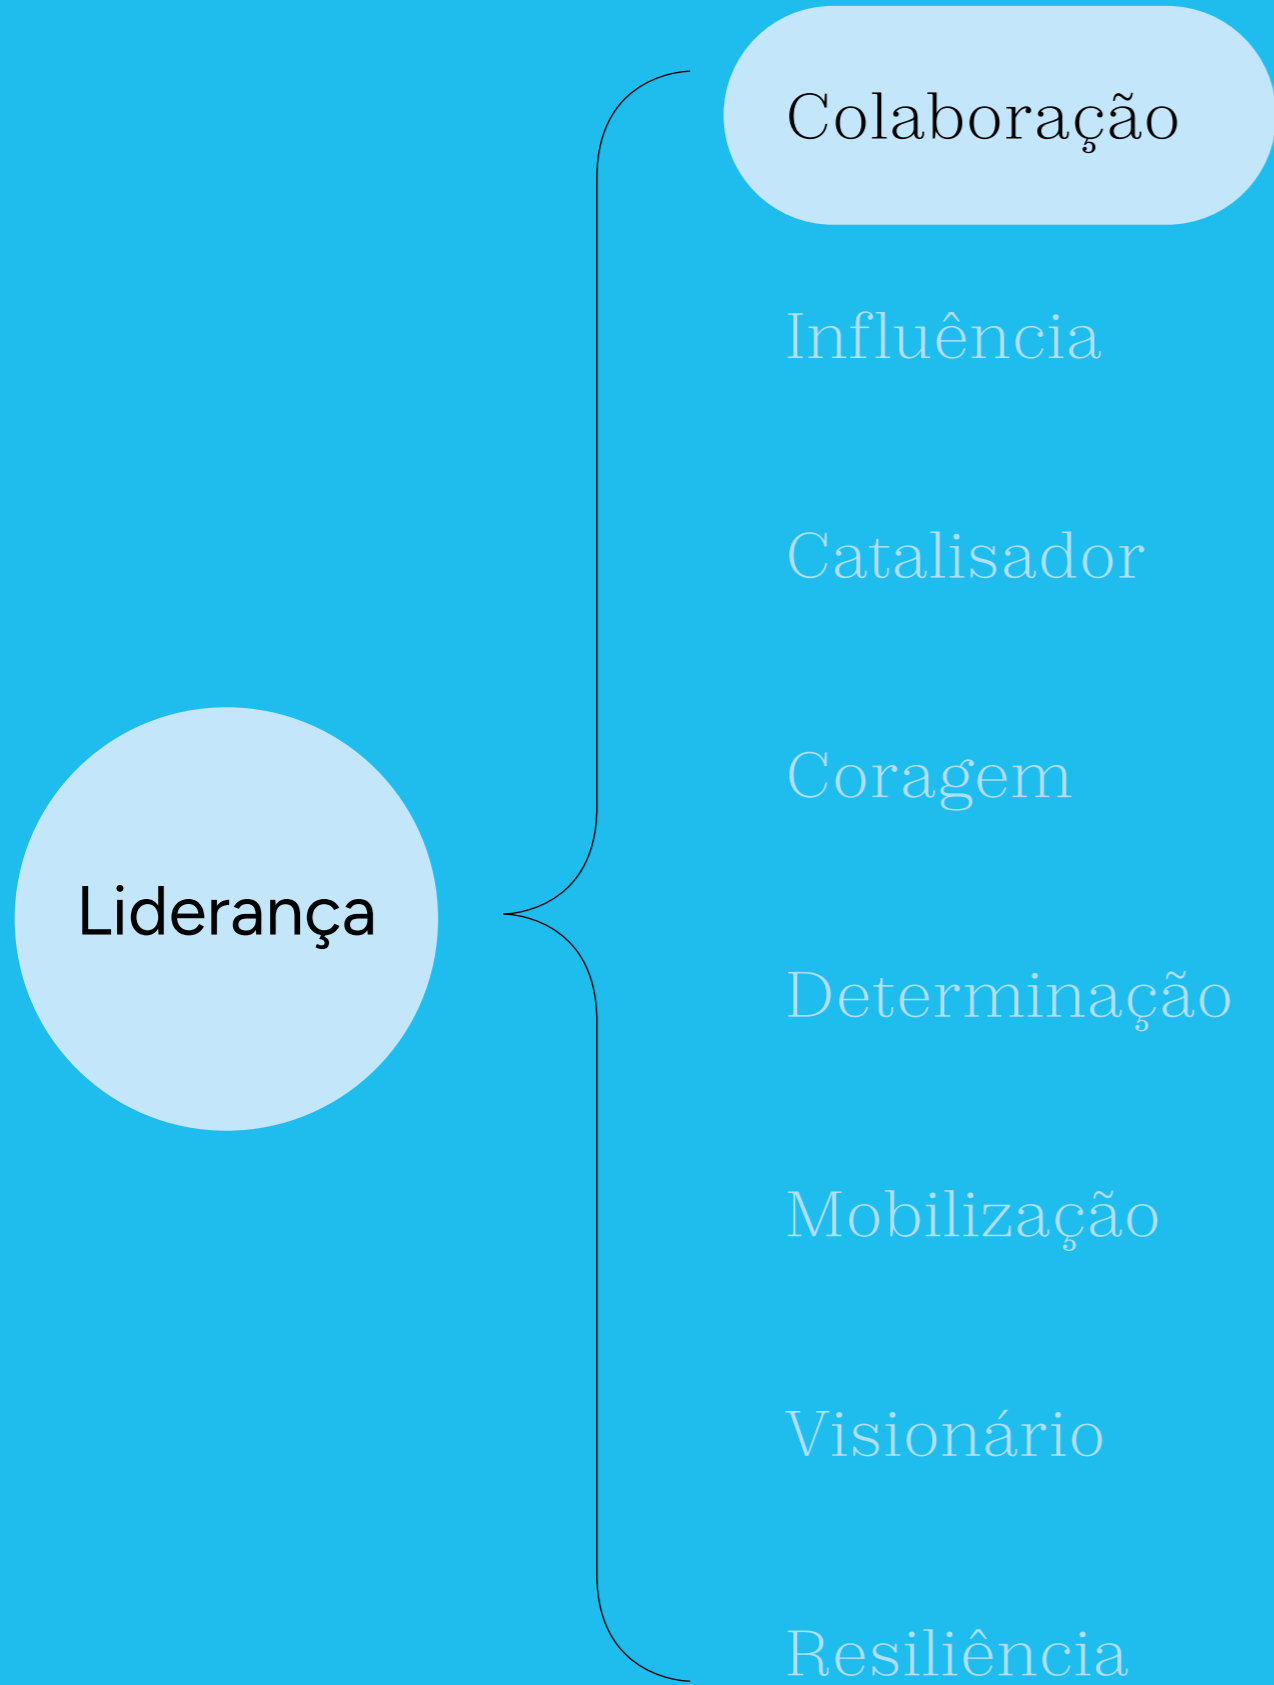 Liderança
Colaboração
Influência
Catalisador
Coragem
Determinação
Mobilização
Visionário
Resiliência